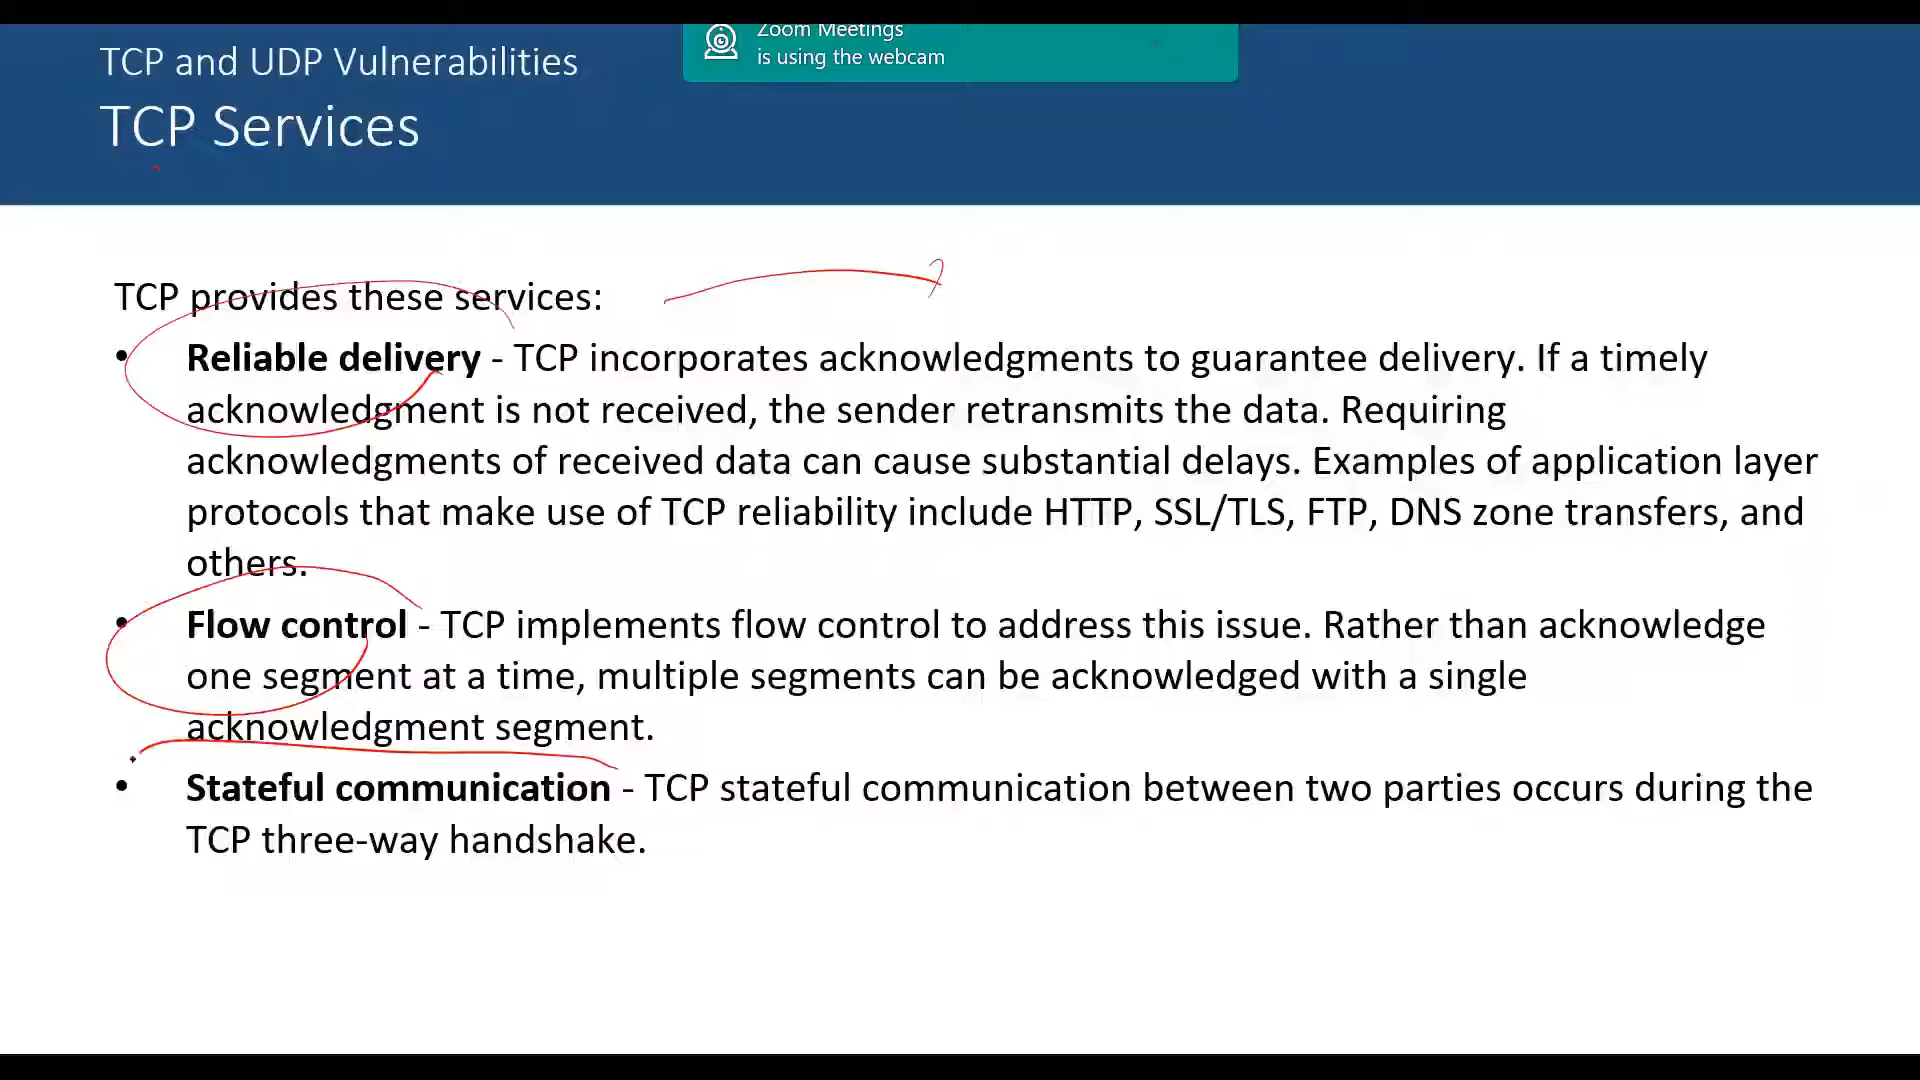 Zoom Meetings
is using the webcam
TCP and UDP Vulnerabilities
TCP Services
TCP provides these services:
• Reliable delivery - TCP incorporates acknowledgments to guarantee delivery. If a timely
acknowledgment is not received, the sender retransmits the data. Requiring
acknowledgments of received data can cause substantial delays. Examples of application layer
protocols that make use of TCP reliability include HTTP, SSL/TLS, FTP, DNS zone transfers, and
others.
• Flow control - TCP implements flow control to address this issue. Rather than acknowledge
one segment at a time, multiple segments can be acknowledged with a single
acknowledgment segment.
• Stateful communication - TCP stateful communication between two parties occurs during the
TCP three-way handshake.